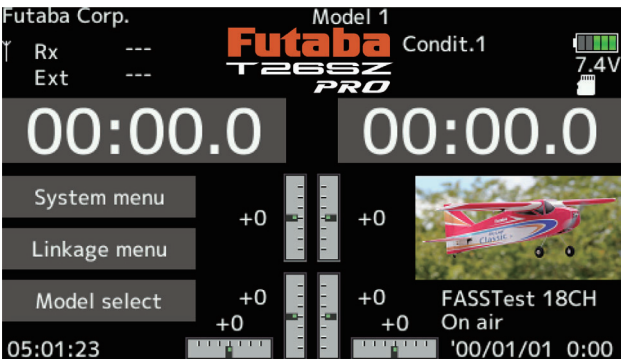 Futaba Corp.
Model 1
Rx ---
Ext ---
Futaba
T26SZ
PRO
Condit.1
7.4V
00:00.0
00:00.0
System menu
Linkage menu
Model select
+0
+0
+0
+0
+0
+0
Classic
FASSTest 18CH
On air
05:01:23
'00/01/01 0:00